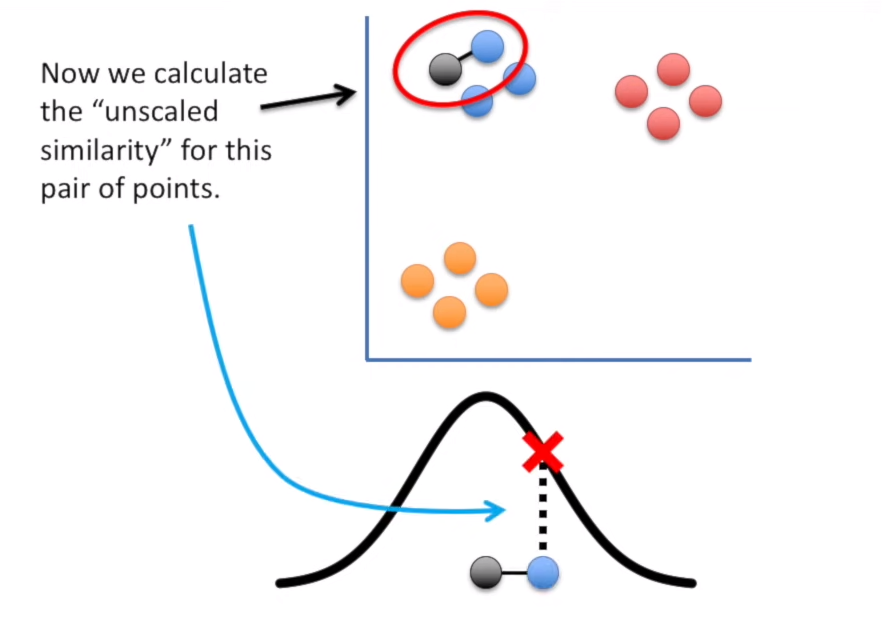 Now we calculate
the “unscaled
similarity” for this
pair of points.